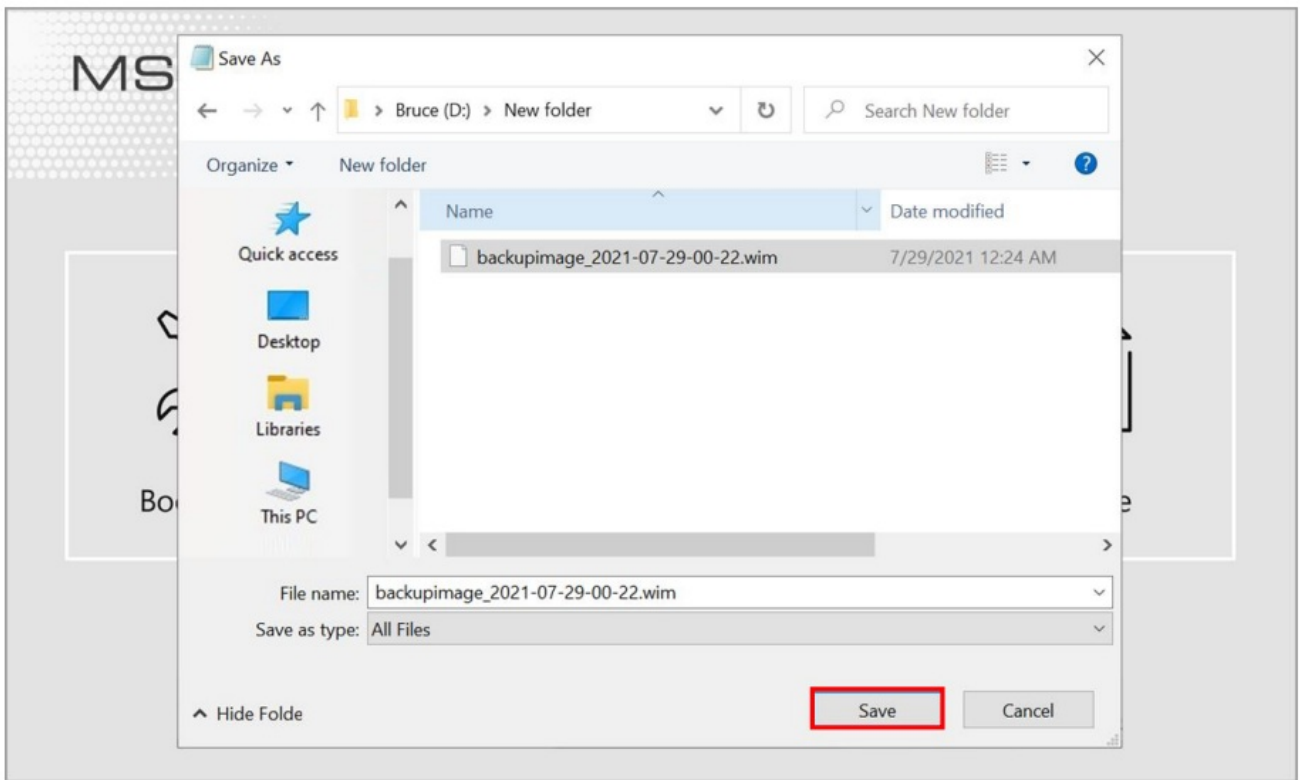 MS
Save As
Bruce (D:) > New folder
Search New folder
Organize
New folder
?
Name
Date modified
Quick access
backupimage_2021-07-29-00-22.wim
7/29/2021 12:24 AM
Desktop
Libraries
This PC
Bo
e
File name: backupimage_2021-07-29-00-22.wim
Save as type: All Files
Hide Folde
Save
Cancel